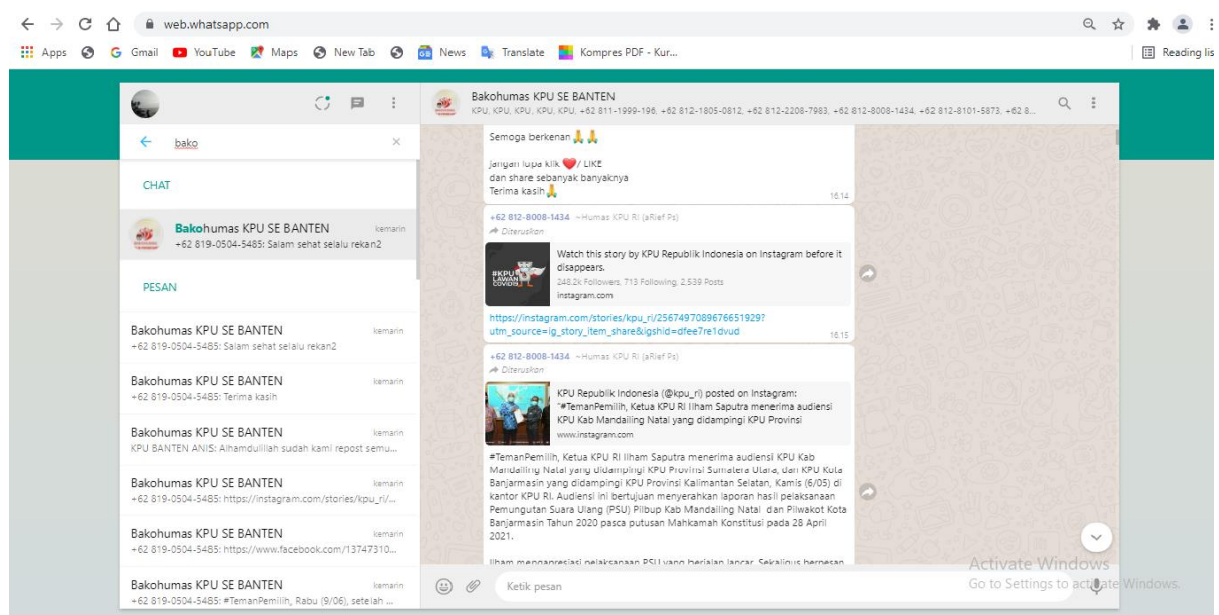 web.whatsapp.com
Apps
Gmail
YouTube
Maps
New Tab
News
Translate
Kompres PDF - Kur...
Reading lis
bako
CHAT
Bakohumas KPU SE BANTEN kemarin
+62 819-0504-5485: Salam sehat selalu rekan2
PESAN
Bakohumas KPU SE BANTEN kemarin
+62 819-0504-5485: Salam sehat selalu rekan2
Bakohumas KPU SE BANTEN kemarin
+62 819-0504-5485: Terima kasih
Bakohumas KPU SE BANTEN kemarin
KPU BANTEN ANIS: Alhamdulillah sudah kami repost semu...
Bakohumas KPU SE BANTEN kemarin
+62 819-0504-5485: https://instagram.com/stories/kpu_ri/...
Bakohumas KPU SE BANTEN kemarin
+62 819-0504-5485: https://www.facebook.com/13747310...
Bakohumas KPU SE BANTEN kemarin
+62 819-0504-5485: #TemanPemilih, Rabu (9/06), setelah ...
Bakohumas KPU SE BANTEN
KPU, KPU, KPU, KPU, KPU, +62 811-1999-196, +62 812-1805-0812, +62 812-2208-7983, +62 812-8008-1434, +62 812-8101-5873, +62 8...
Semoga berkenan
jangan lupa klik / LIKE
dan share sebanyak banyaknya
Terima kasih
16.14
+62 812-8008-1434 ~Humas KPU RI (aRief Ps)
Diteruskan
#KPU
LAWAN
COVID19
Watch this story by KPU Republik Indonesia on Instagram before it
disappears.
248.2k Followers, 713 Following, 2,539 Posts
instagram.com
https://instagram.com/stories/kpu_ri/2567497089676651929?
utm_source=ig_story_item_share&igshid=dfee7re1dvud
16.15
+62 812-8008-1434 ~Humas KPU RI (aRief Ps)
Diteruskan
KPU Republik Indonesia (@kpu_ri) posted on Instagram:
"#TemanPemilih, Ketua KPU RI Ilham Saputra menerima audiensi
KPU Kab Mandailing Natal yang didampingi KPU Provinsi
www.instagram.com
#TemanPemilih, Ketua KPU RI Ilham Saputra menerima audiensi KPU Kab
Mandailing Natal yang didampingi KPU Provinsi Sumatera Utara, dan KPU Kota
Banjarmasin yang didampingi KPU Provinsi Kalimantan Selatan, Kamis (6/05) di
kantor KPU RI. Audiensi ini bertujuan menyerahkan laporan hasil pelaksanaan
Pemungutan Suara Ulang (PSU) Pilbup Kab Mandailing Natal dan Pilwakot Kota
Banjarmasin Tahun 2020 pasca putusan Mahkamah Konstitusi pada 28 April
2021.
Ilham mengapresiasi pelaksanaan PSU yang berjalan lancar. Sekaligus berpesan
Ketik pesan
Activate Windows
Go to Settings to activate Windows.